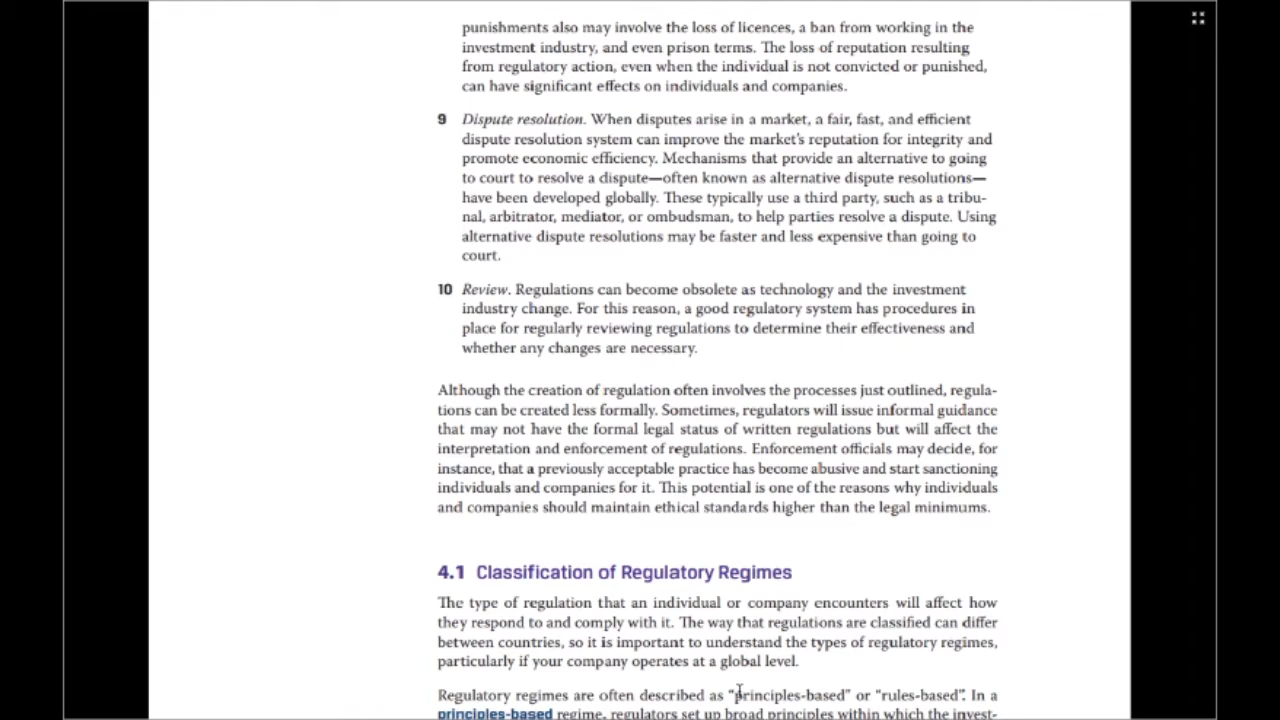 punishments also may involve the loss of licences, a ban from working in the
investment industry, and even prison terms. The loss of reputation resulting
from regulatory action, even when the individual is not convicted or punished,
can have significant effects on individuals and companies.
9 Dispute resolution. When disputes arise in a market, a fair, fast, and efficient
dispute resolution system can improve the market's reputation for integrity and
promote economic efficiency. Mechanisms that provide an alternative to going
to court to resolve a dispute—often known as alternative dispute resolutions—
have been developed globally. These typically use a third party, such as a tribu-
nal, arbitrator, mediator, or ombudsman, to help parties resolve a dispute. Using
alternative dispute resolutions may be faster and less expensive than going to
court.
10 Review. Regulations can become obsolete as technology and the investment
industry change. For this reason, a good regulatory system has procedures in
place for regularly reviewing regulations to determine their effectiveness and
whether any changes are necessary.
Although the creation of regulation often involves the processes just outlined, regula-
tions can be created less formally. Sometimes, regulators will issue informal guidance
that may not have the formal legal status of written regulations but will affect the
interpretation and enforcement of regulations. Enforcement officials may decide, for
instance, that a previously acceptable practice has become abusive and start sanctioning
individuals and companies for it. This potential is one of the reasons why individuals
and companies should maintain ethical standards higher than the legal minimums.
4.1 Classification of Regulatory Regimes
The type of regulation that an individual or company encounters will affect how
they respond to and comply with it. The way that regulations are classified can differ
between countries, so it is important to understand the types of regulatory regimes,
particularly if your company operates at a global level.
Regulatory regimes are often described as “principles-based” or “rules-based”. In a
principles-based regime, regulators set up broad principles within which the invest-